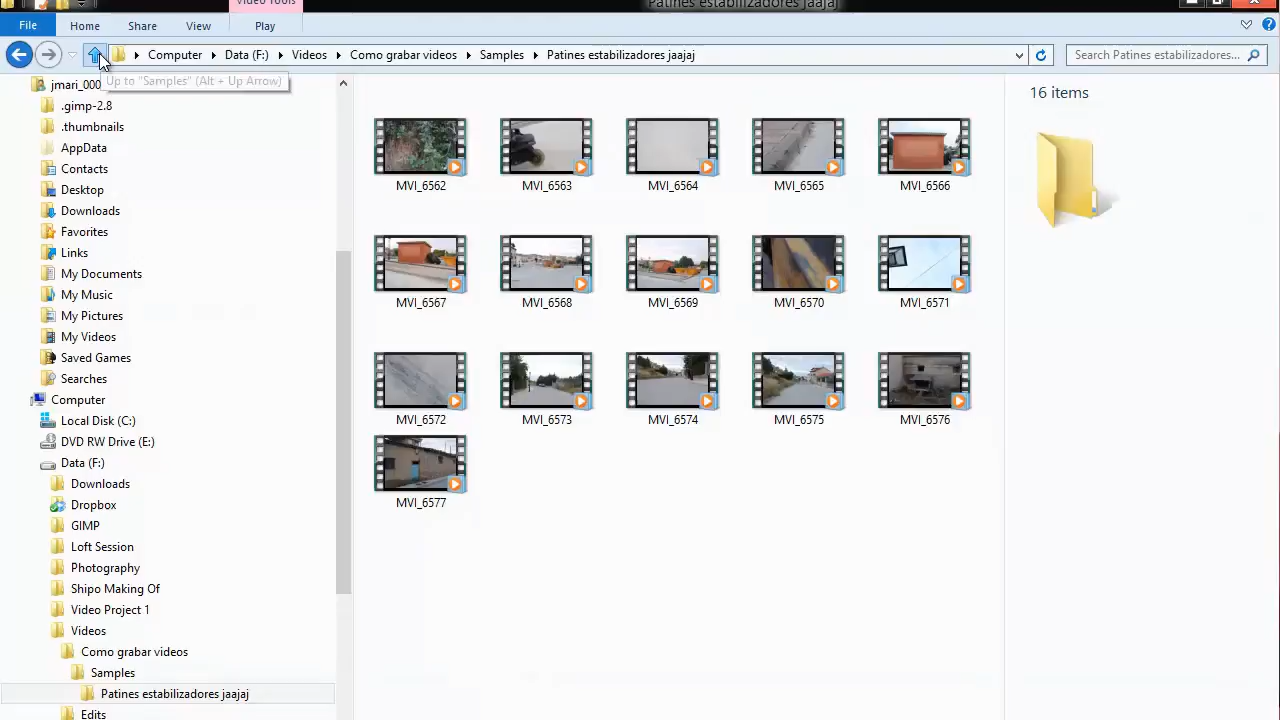 Video Tools
Patines estabilizadores jaajaj
File Home Share View Play
Computer Data (F:) Videos Como grabar videos Samples Patines estabilizadores jaajaj
Search Patines estabilizadores...
Up to "Samples" (Alt + Up Arrow)
jmari_000
.gimp-2.8
.thumbnails
AppData
Contacts
Desktop
Downloads
Favorites
Links
My Documents
My Music
My Pictures
My Videos
Saved Games
Searches
Computer
Local Disk (C:)
DVD RW Drive (E:)
Data (F:)
Downloads
Dropbox
GIMP
Loft Session
Photography
Shipo Making Of
Video Project 1
Videos
Como grabar videos
Samples
Patines estabilizadores jaajaj
Edits
MVI_6562 MVI_6563 MVI_6564 MVI_6565 MVI_6566
MVI_6567 MVI_6568 MVI_6569 MVI_6570 MVI_6571
MVI_6572 MVI_6573 MVI_6574 MVI_6575 MVI_6576
MVI_6577
16 items